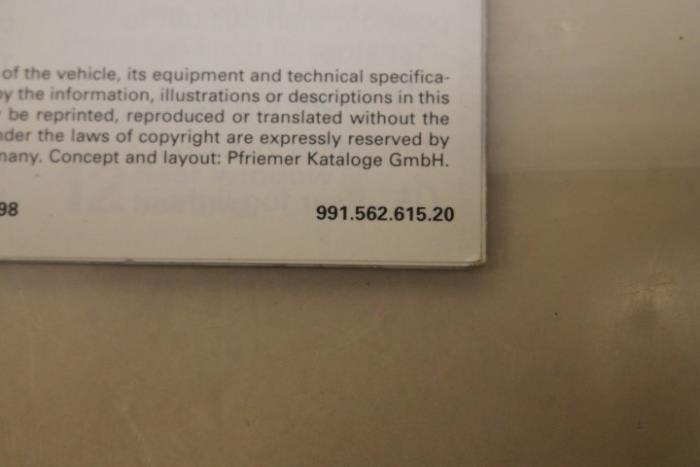 of the vehicle, its equipment and technical specifica-
by the information, illustrations or descriptions in this
be reprinted, reproduced or translated without the
under the laws of copyright are expressly reserved by
many. Concept and layout: Pfriemer Kataloge GmbH.
98 991.562.615.20